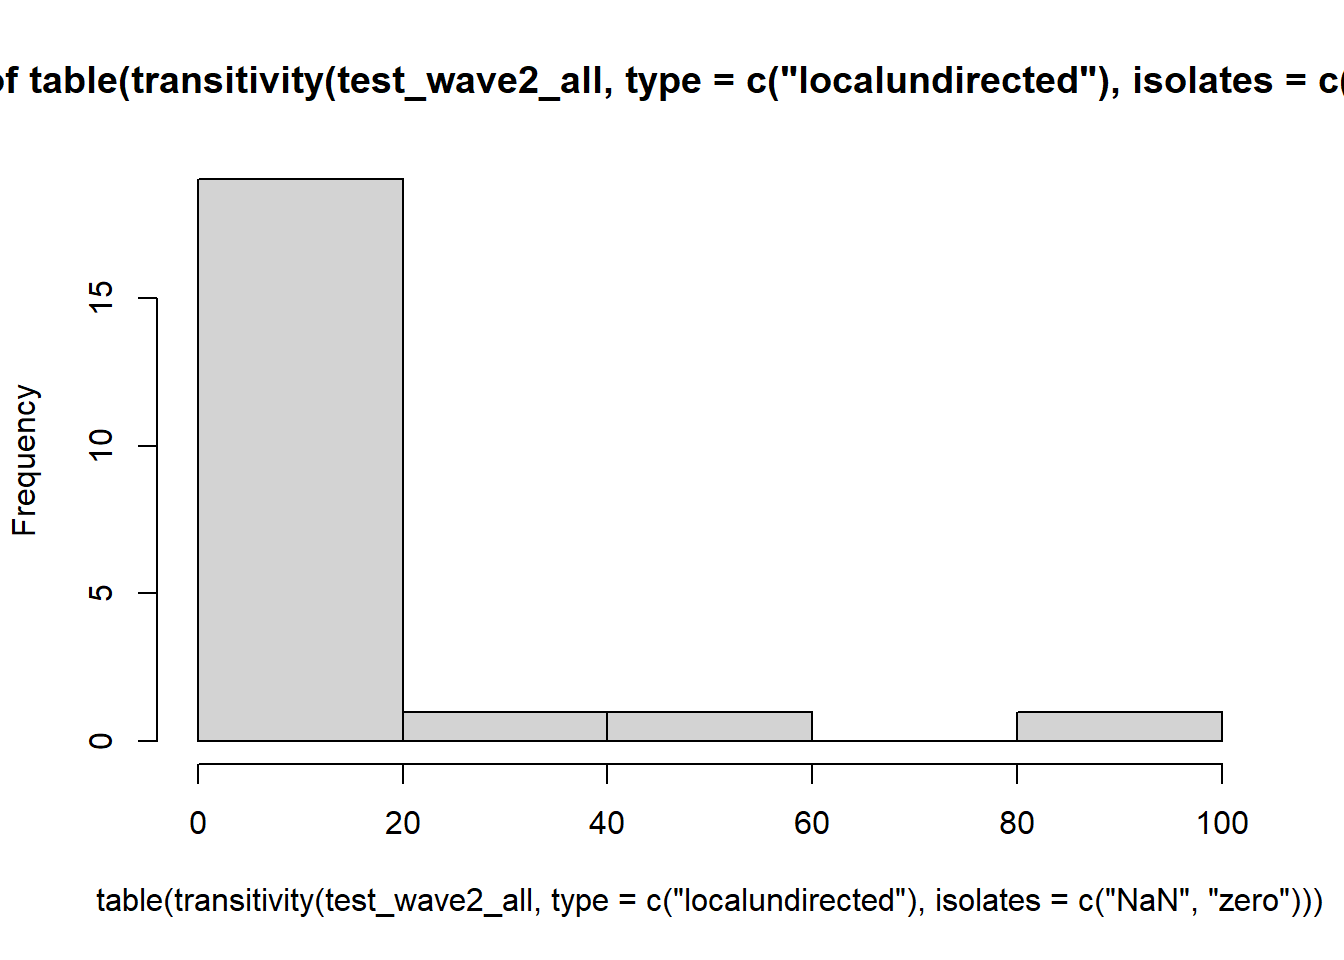 of table(transitivity(test_wave2_all, type = c("localundirected"), isolates = c(
Frequency
15
10
5
0
0 20 40 60 80 100
table(transitivity(test_wave2_all, type = c("localundirected"), isolates = c("NaN", "zero")))